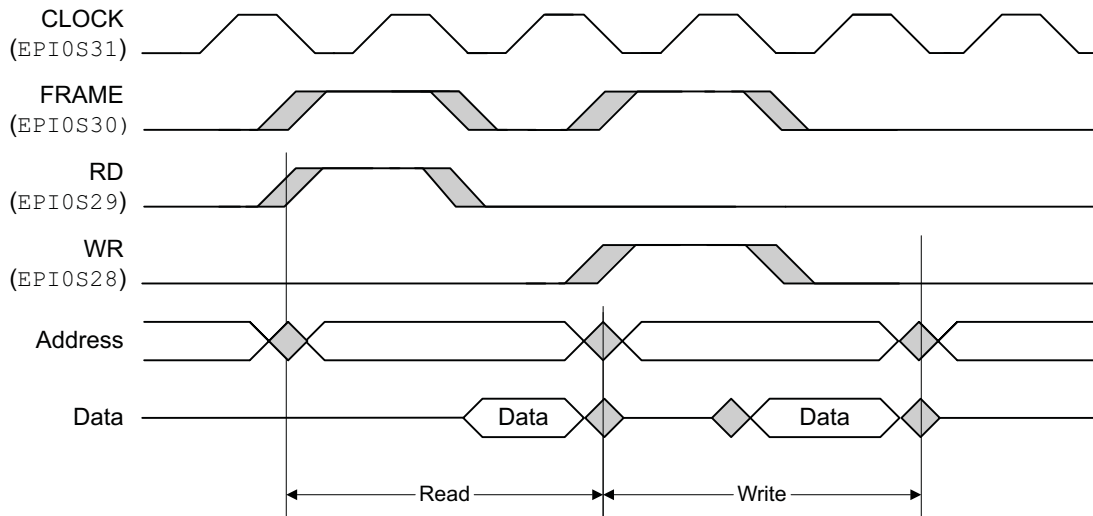 CLOCK
(EPI0S31)
FRAME
(EPI0S30)
RD
(EPI0S29)
WR
(EPI0S28)
Address
Data
Data
Data
Read
Write